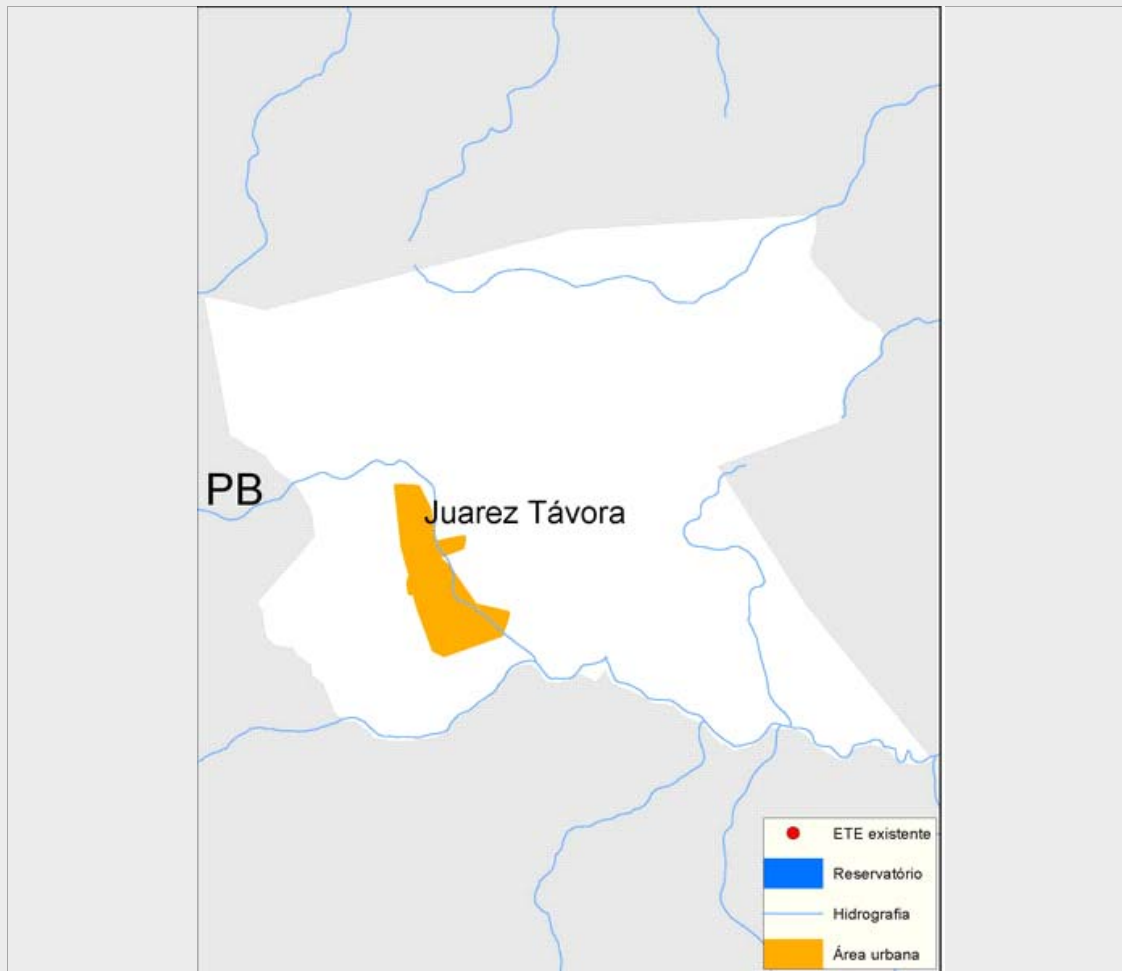 PB
Juarez Távora
ETE existente
Reservatório
Hidrografia
Área urbana